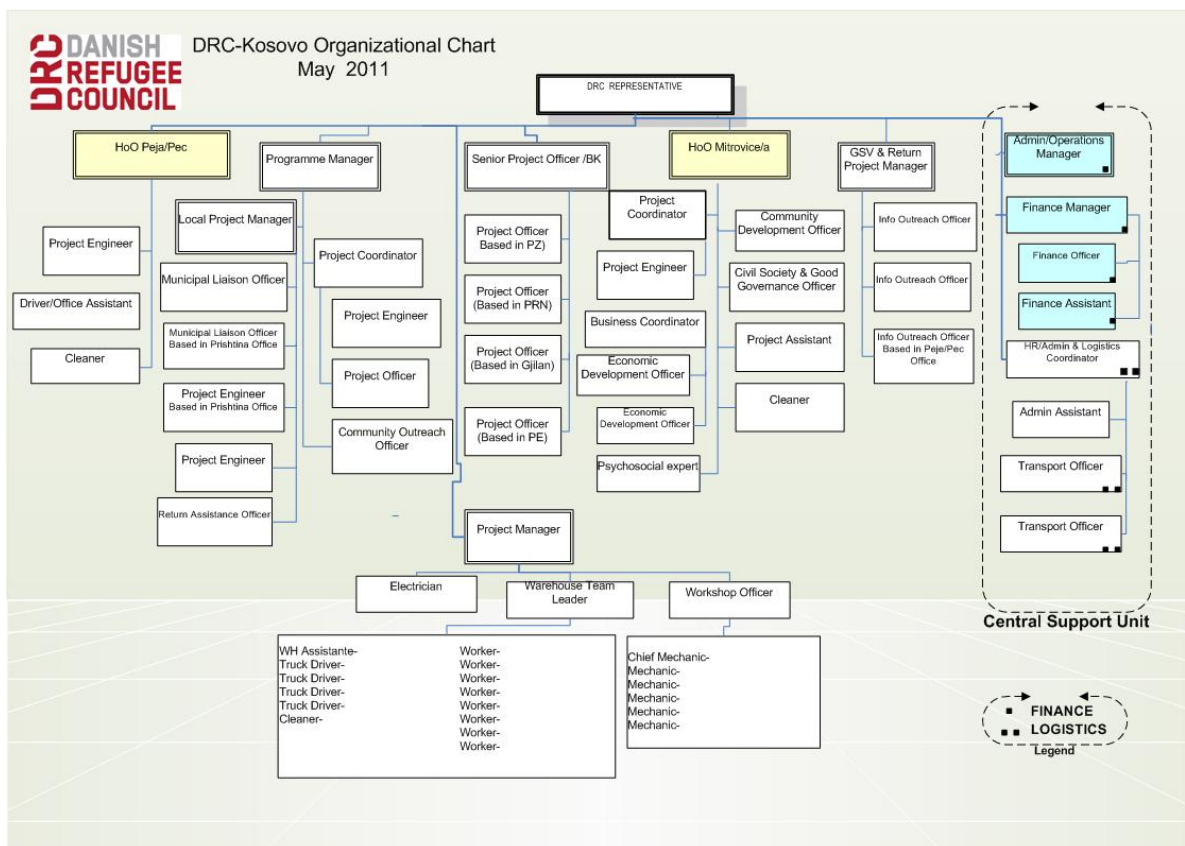 DRC
DANISH
REFUGEE
COUNCIL
DRC-Kosovo Organizational Chart
May 2011
DRC REPRESENTATIVE
HoO Peja/Pec
Project Engineer
Driver/Office Assistant
Cleaner
Programme Manager
Local Project Manager
Municipal Liaison Officer
Municipal Liaison Officer
Based in Prishtina Office
Project Engineer
Based in Prishtina Office
Project Engineer
Return Assistance Officer
Project Coordinator
Project Engineer
Project Officer
Community Outreach
Officer
Senior Project Officer /BK
Project Officer
Based in PZ)
Project Officer
(Based in PRN)
Project Officer
(Based in Gjilan)
Project Officer
(Based in PE)
HoO Mitrovice/a
Project
Coordinator
Project Engineer
Business Coordinator
Economic
Development Officer
Economic
Development Officer
Psychosocial expert
Community
Development Officer
Civil Society & Good
Governance Officer
Project Assistant
Cleaner
GSV & Return
Project Manager
Info Outreach Officer
Info Outreach Officer
Info Outreach Officer
Based in Peje/Pec
Office
Admin/Operations
Manager
Finance Manager
Finance Officer
Finance Assistant
HR/Admin & Logistics
Coordinator
Admin Assistant
Transport Officer
Transport Officer
Central Support Unit
Project Manager
Electrician
Warehouse Team
Leader
Workshop Officer
WH Assistante-
Truck Driver-
Truck Driver-
Truck Driver-
Truck Driver-
Cleaner-
Worker-
Worker-
Worker-
Worker-
Worker-
Worker-
Worker-
Worker-
Chief Mechanic-
Mechanic-
Mechanic-
Mechanic-
Mechanic-
Mechanic-
FINANCE
LOGISTICS
Legend